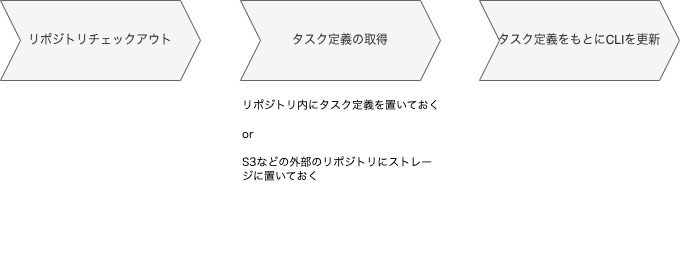 リポジトリチェックアウト
タスク定義の取得
タスク定義をもとにCLIを更新
リポジトリ内にタスク定義を置いておく
or
S3などの外部のリポジトリにストレー
ジに置いておく